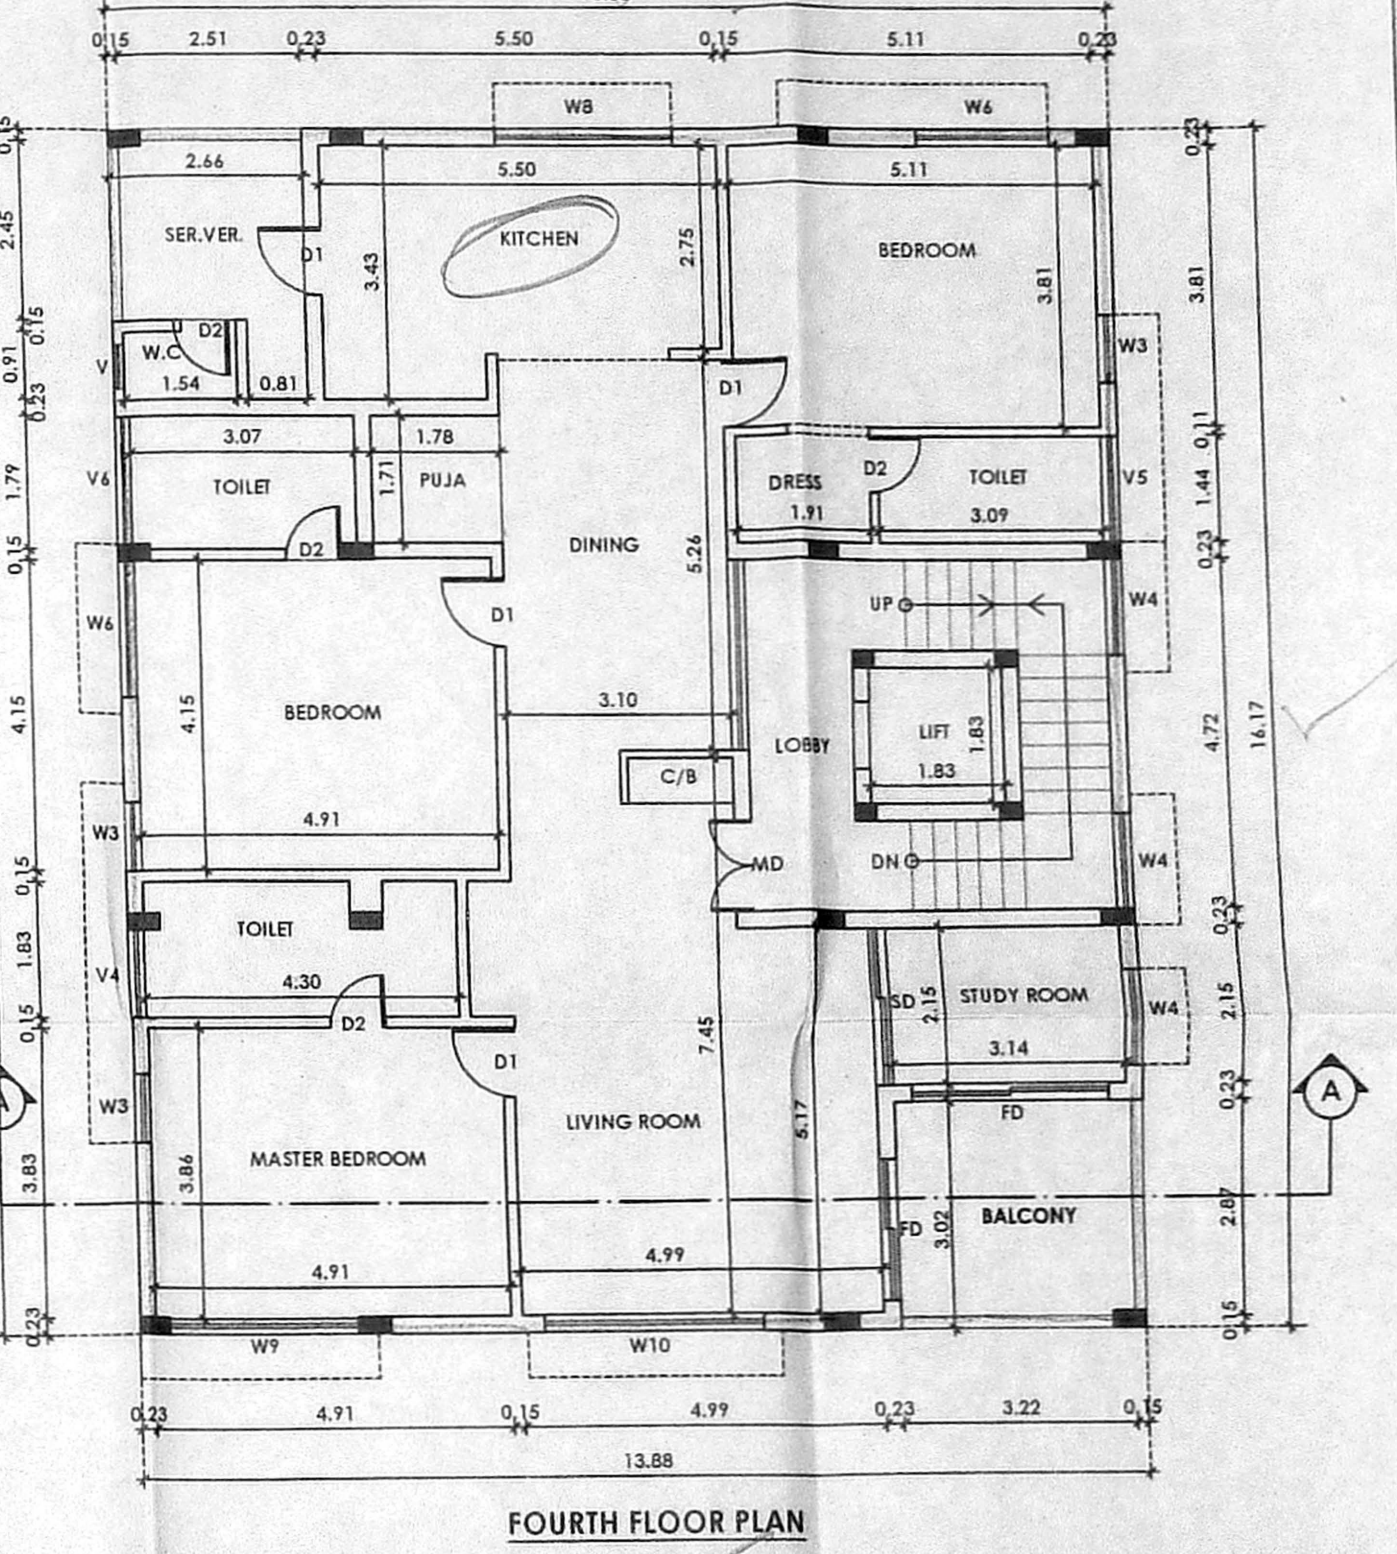 0.15 2.51 0.23 5.50 0.15 5.11 0.23
W8 W6
0.15 2.66 5.50 5.11 0.23
2.45 SER.VER. D1 3.43 KITCHEN 2.75 BEDROOM 3.81 3.81
0.15 D2
V W.C W3
0.91 1.54 0.81 D1
0.23
3.07 1.78 0.11
V6 TOILET 1.71 PUJA DRESS D2 TOILET V5
1.79 1.91 3.09 1.44
0.15 D2 DINING 5.26 0.23
W6 D1 UP W4
4.15 4.15 BEDROOM 3.10 LOBBY LIFT 1.83 4.72 16.17
C/B 1.83
W3 4.91
0.15 MD DN W4
TOILET 0.23
1.83 V4 4.30 SD 2.15 STUDY ROOM W4 2.15
0.15 D2 7.45 3.14
D1 0.23
W3 FD A
LIVING ROOM 5.17
3.83 3.86 MASTER BEDROOM
FD 3.02 BALCONY 2.87
4.91 4.99
0.23 0.15
W9 W10
0.23 4.91 0.15 4.99 0.23 3.22 0.15
13.88
FOURTH FLOOR PLAN